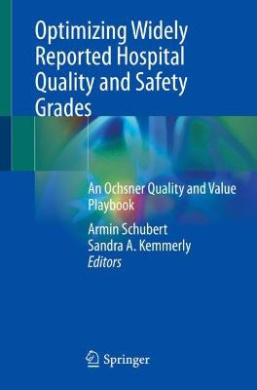 Optimizing Widely
Reported Hospital
Quality and Safety
Grades
An Ochsner Quality and Value
Playbook
Armin Schubert
Sandra A. Kemmerly
Editors
Springer